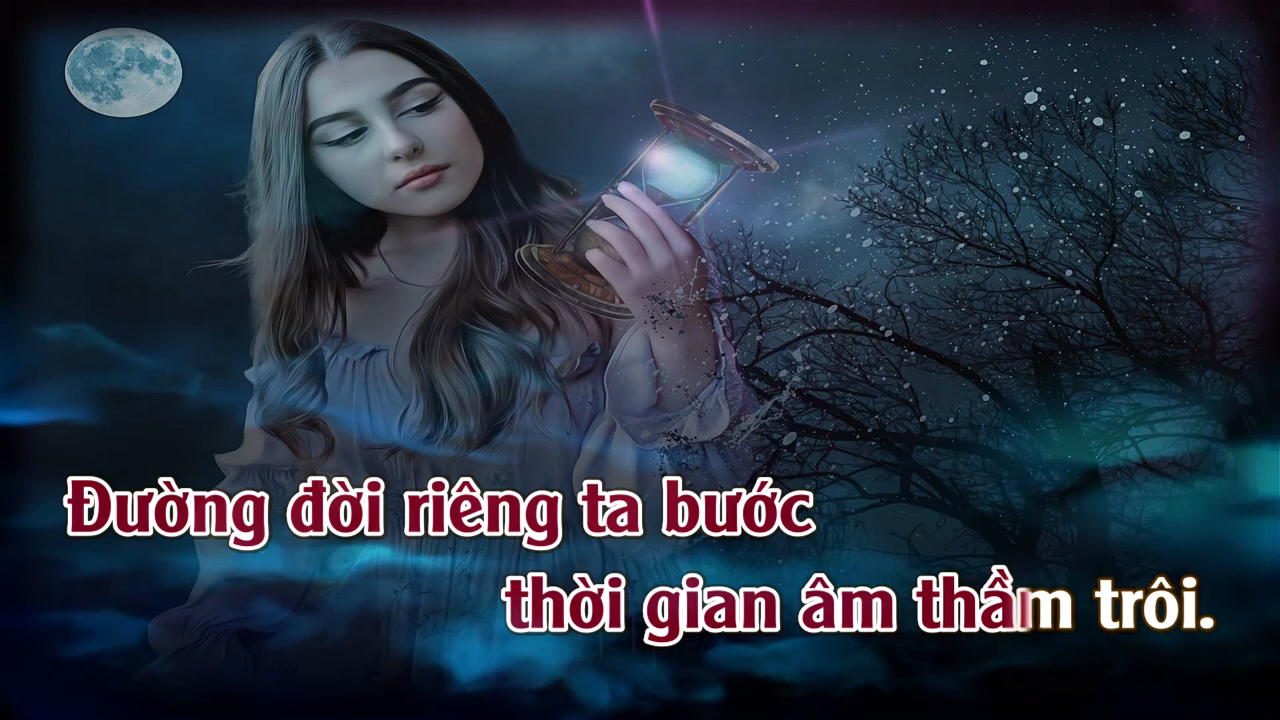 Đường đời riêng ta bước
thời gian âm thầm trôi.